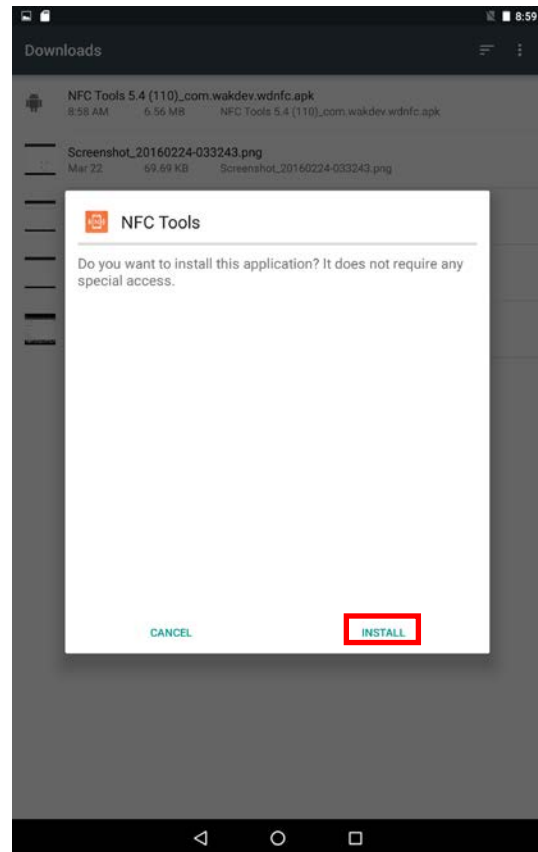 8:59
Downloads
NFC Tools 5.4 (110)_com.wakdev.wdnfc.apk
8:58 AM 6.56 MB NFC Tools 5.4 (110)_com.wakdev.wdnfc.apk
Screenshot_20160224-033243.png
Mar 22 69.69 KB Screenshot_20160224-033243.png
NFC Tools
Do you want to install this application? It does not require any
special access.
CANCEL INSTALL